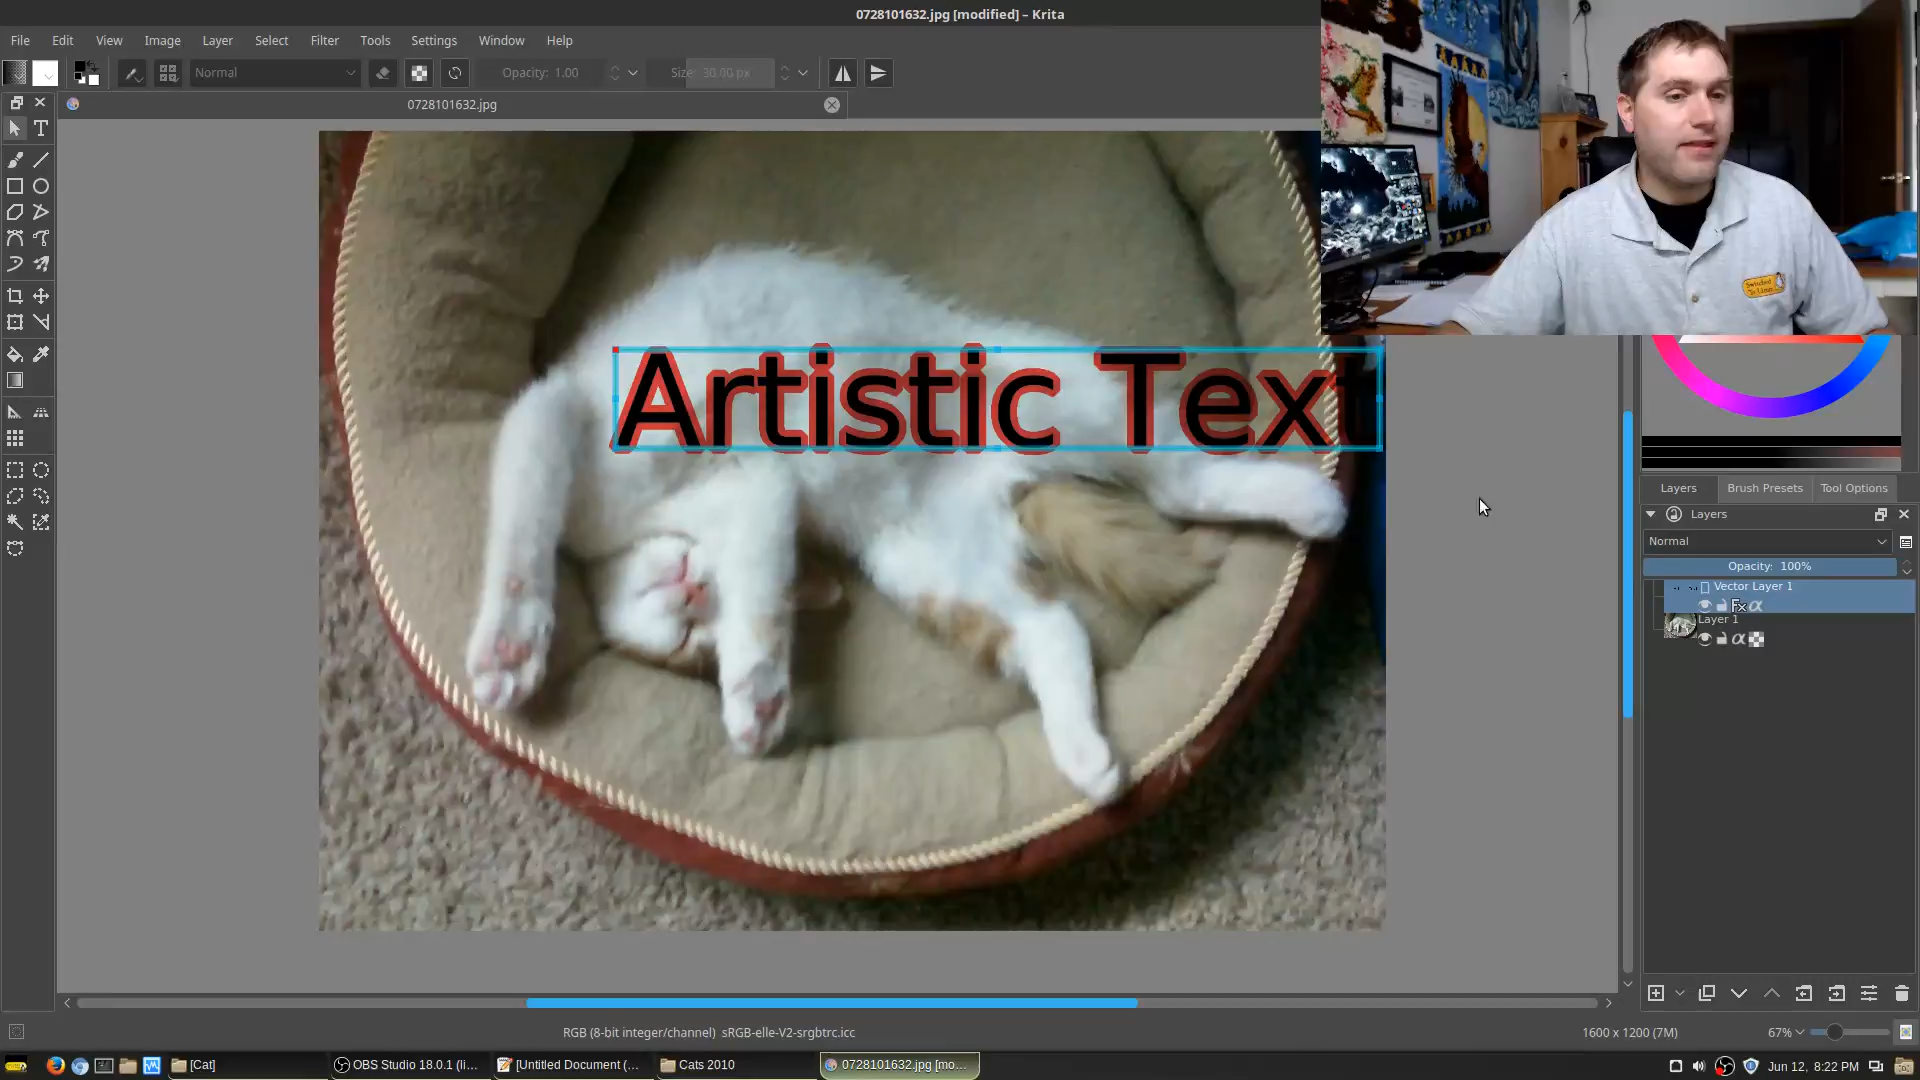 0728101632.jpg [modified] – Krita
File Edit View Image Layer Select Filter Tools Settings Window Help
Normal Opacity: 1.00 Size: 30.00 px
0728101632.jpg
Artistic Text
Switched To Linux
Layers Brush Presets Tool Options
Layers
Normal
Opacity: 100%
Vector Layer 1
Layer 1
RGB (8-bit integer/channel) sRGB-elle-V2-srgbtrc.icc 1600 x 1200 (7M) 67%
[Cat] OBS Studio 18.0.1 (li... [Untitled Document (... Cats 2010 0728101632.jpg [mo... Jun 12, 8:22 PM